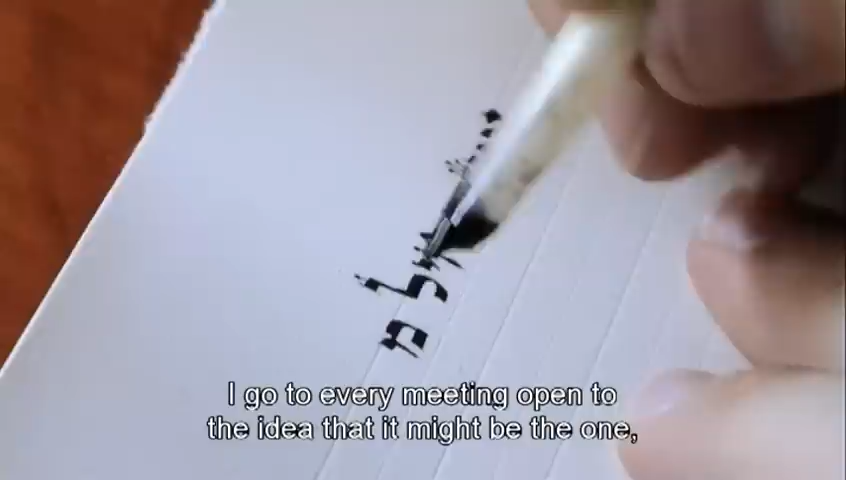 I go to every meeting open to
the idea that it might be the one,